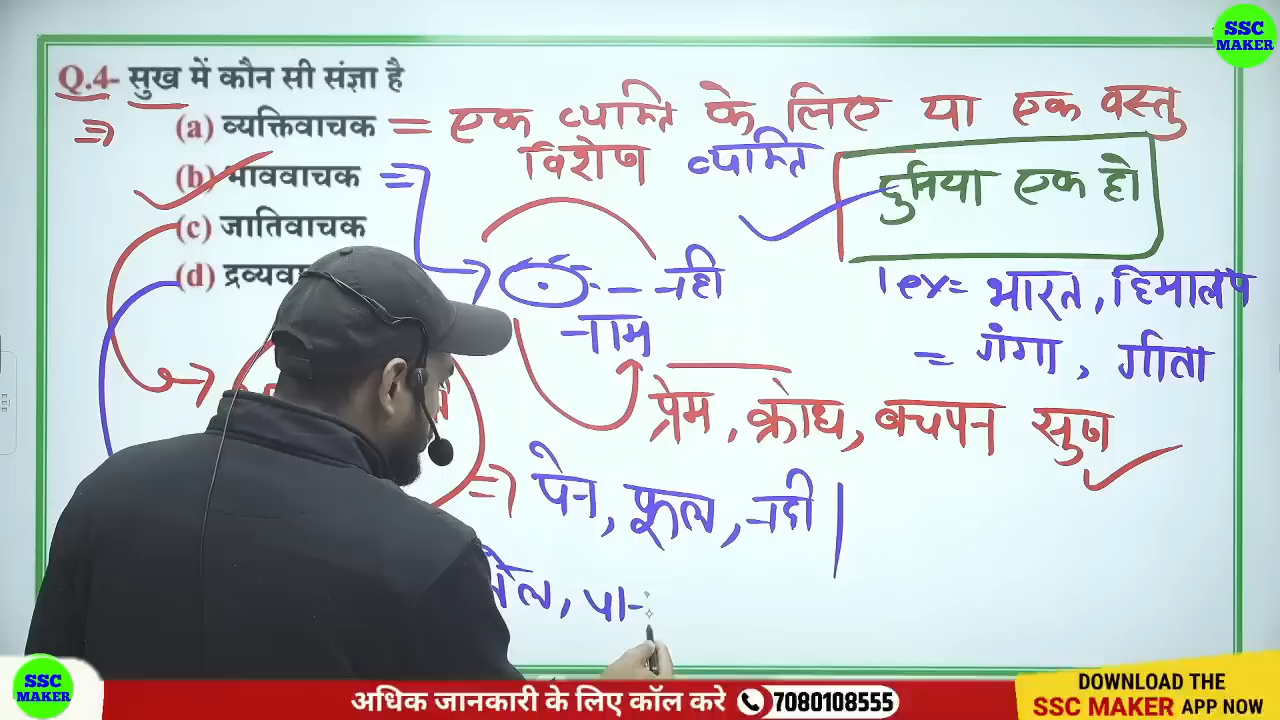 SSC
MAKER
Q.4- सुख में कौन सी संज्ञा है
(a) व्यक्तिवाचक = एक व्यक्ति के लिए या एक वस्तु
विशेष व्यक्ति
दुनिया एक हो
(b) भाववाचक =
(c) जातिवाचक
(d) द्रव्यव
नही
नाम
ex= भारत, हिमालय
= गंगा, गीता
प्रेम, क्रोध, बचपन सुख
पेन, फूल, नदी
तेल, पान
SSC
MAKER
अधिक जानकारी के लिए कॉल करे 7080108555
DOWNLOAD THE
SSC MAKER APP NOW